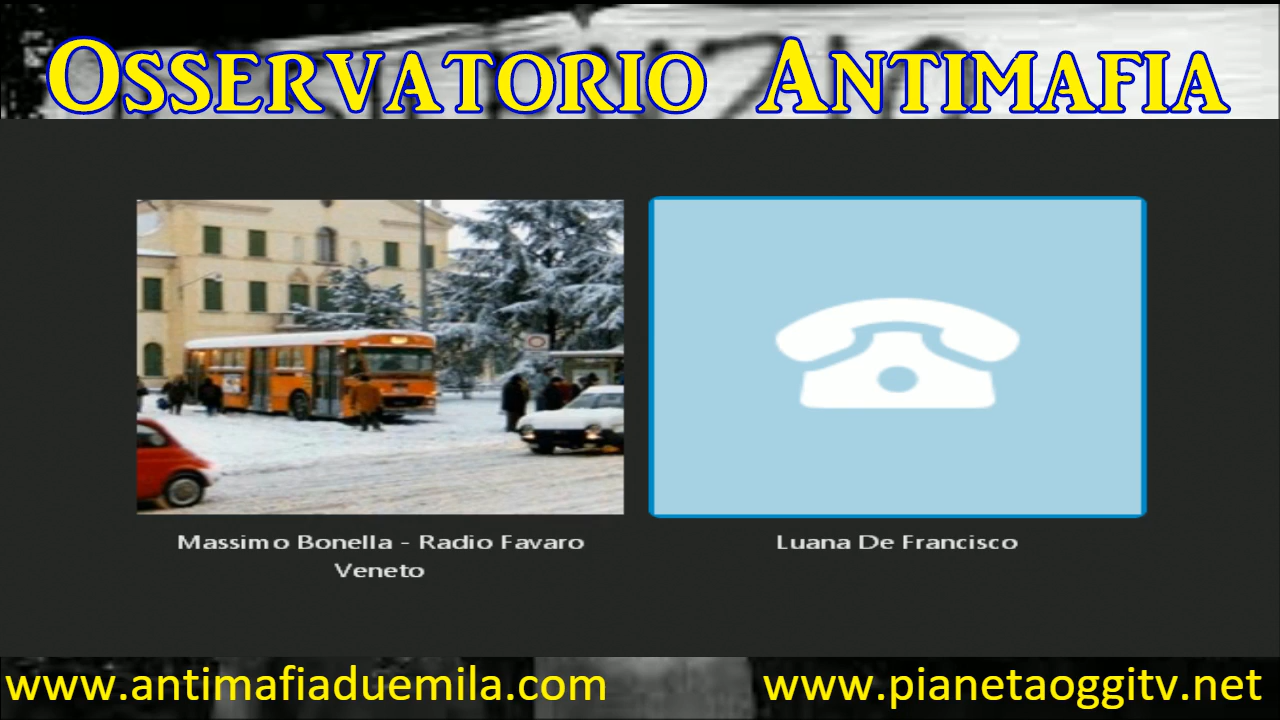 Osservatorio Antimafia
Massimo Bonella - Radio Favaro
Veneto
Luana De Francisco
www.antimafiaduemila.com www.pianetaoggitv.net